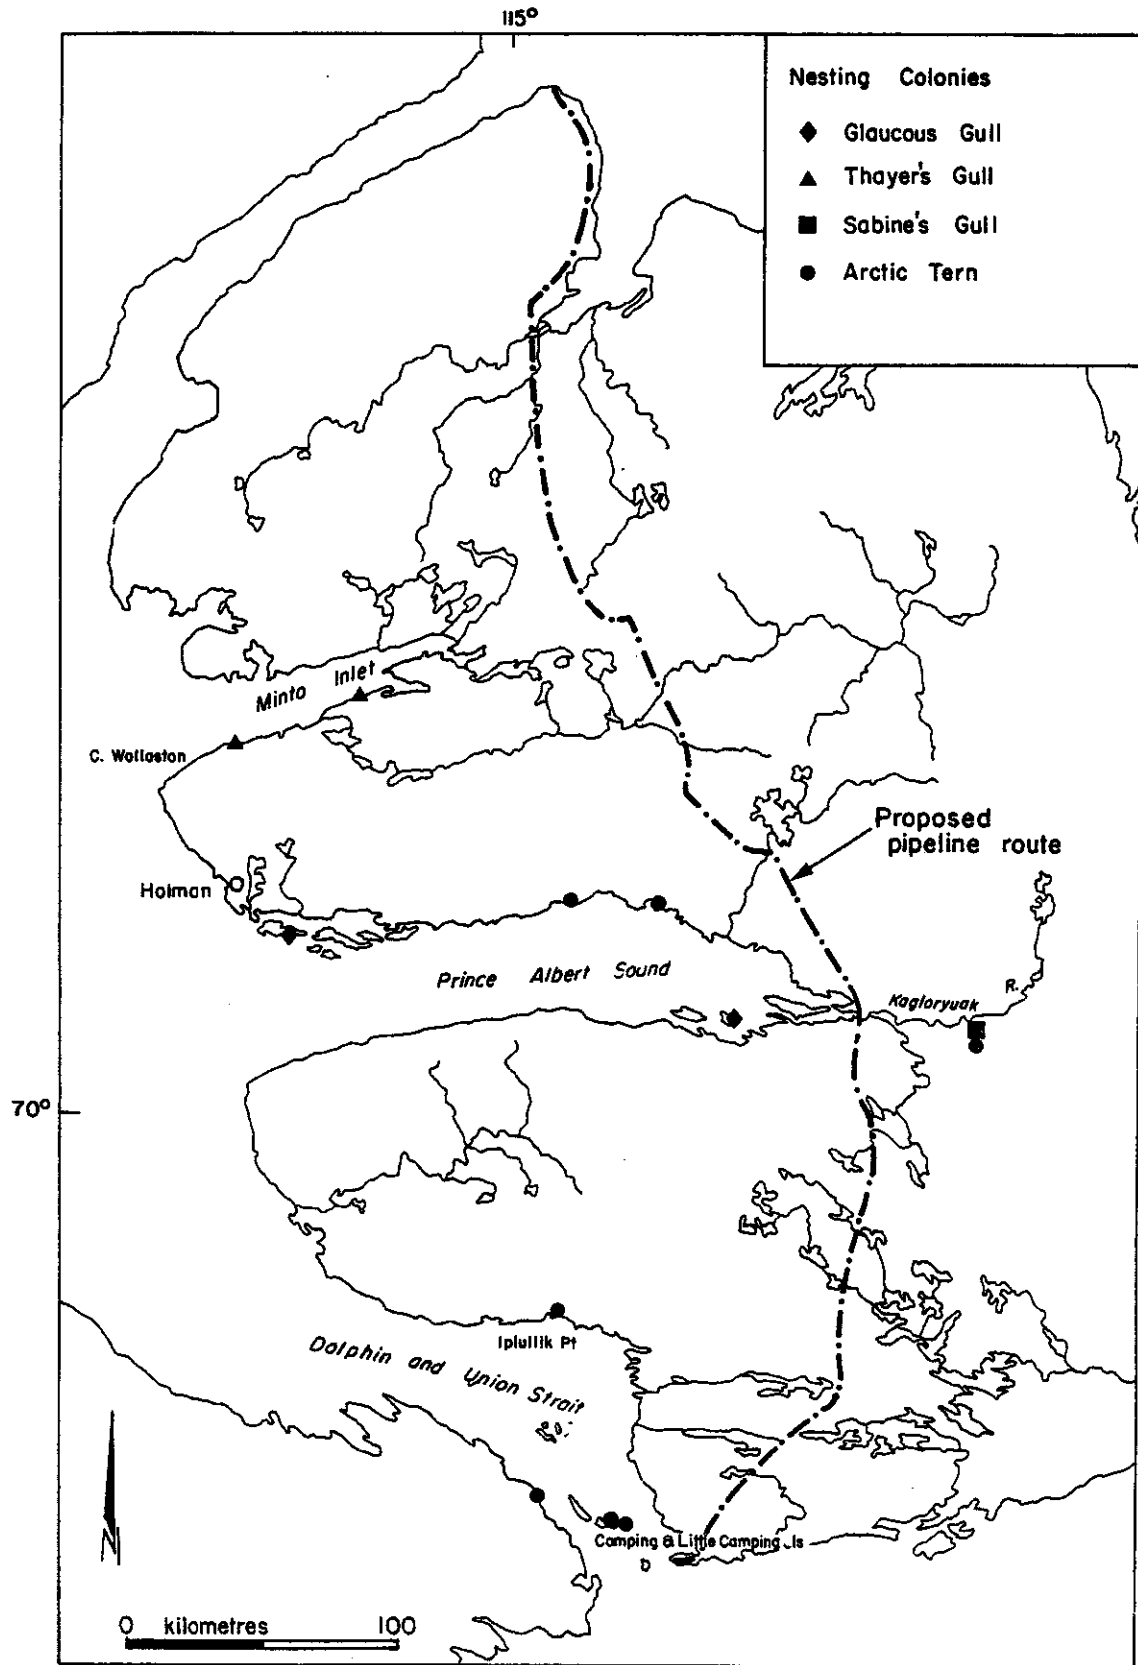 115°
Nesting Colonies
Glaucous Gull
Thayer's Gull
Sabine's Gull
Arctic Tern
Minto Inlet
C. Wollaston
Proposed
pipeline route
Holman
Prince Albert Sound
Kagloryuak R.
70°
Iplullik Pt
Dolphin and Union Strait
Camping & Little Camping Is
N
0 kilometres 100